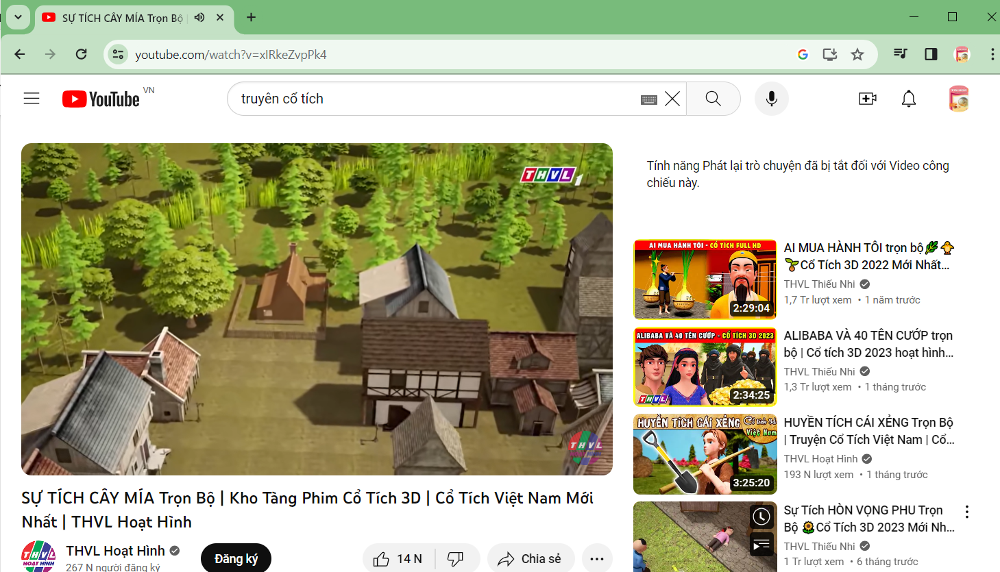 SỰ TÍCH CÂY MÍA Trọn Bộ |
youtube.com/watch?v=xIRkeZvpPk4
YouTube VN
truyên cổ tích
THVL 1
THVL
Tính năng Phát lại trò chuyện đã bị tắt đối với Video công
chiếu này.
AI MUA HÀNH TÔI - CỔ TÍCH FULL HD
2:29:04
AI MUA HÀNH TÔI trọn bộ🌿🐥
🌱Cổ Tích 3D 2022 Mới Nhất...
THVL Thiếu Nhi
1,7 Tr lượt xem • 1 năm trước
ALIBABA VÀ 40 TÊN CƯỚP - CỔ TÍCH 3D 2023
THVL
2:34:25
ALIBABA VÀ 40 TÊN CƯỚP trọn
bộ | Cổ tích 3D 2023 hoạt hình...
THVL Thiếu Nhi
1,3 Tr lượt xem • 1 tháng trước
HUYỀN TÍCH CÁI XẺNG Cổ tích 3d
Việt Nam
3:25:20
HUYỀN TÍCH CÁI XẺNG Trọn Bộ
| Truyện Cổ Tích Việt Nam | Cổ...
THVL Hoạt Hình
193 N lượt xem • 1 tháng trước
Sự Tích HÒN VỌNG PHU Trọn
Bộ 🌻Cổ Tích 3D 2023 Mới Nh...
THVL Thiếu Nhi
1 Tr lượt xem • 6 tháng trước
SỰ TÍCH CÂY MÍA Trọn Bộ | Kho Tàng Phim Cổ Tích 3D | Cổ Tích Việt Nam Mới
Nhất | THVL Hoạt Hình
THVL
HOẠT HÌNH
THVL Hoạt Hình
267 N người đăng ký
Đăng ký
14 N
Chia sẻ